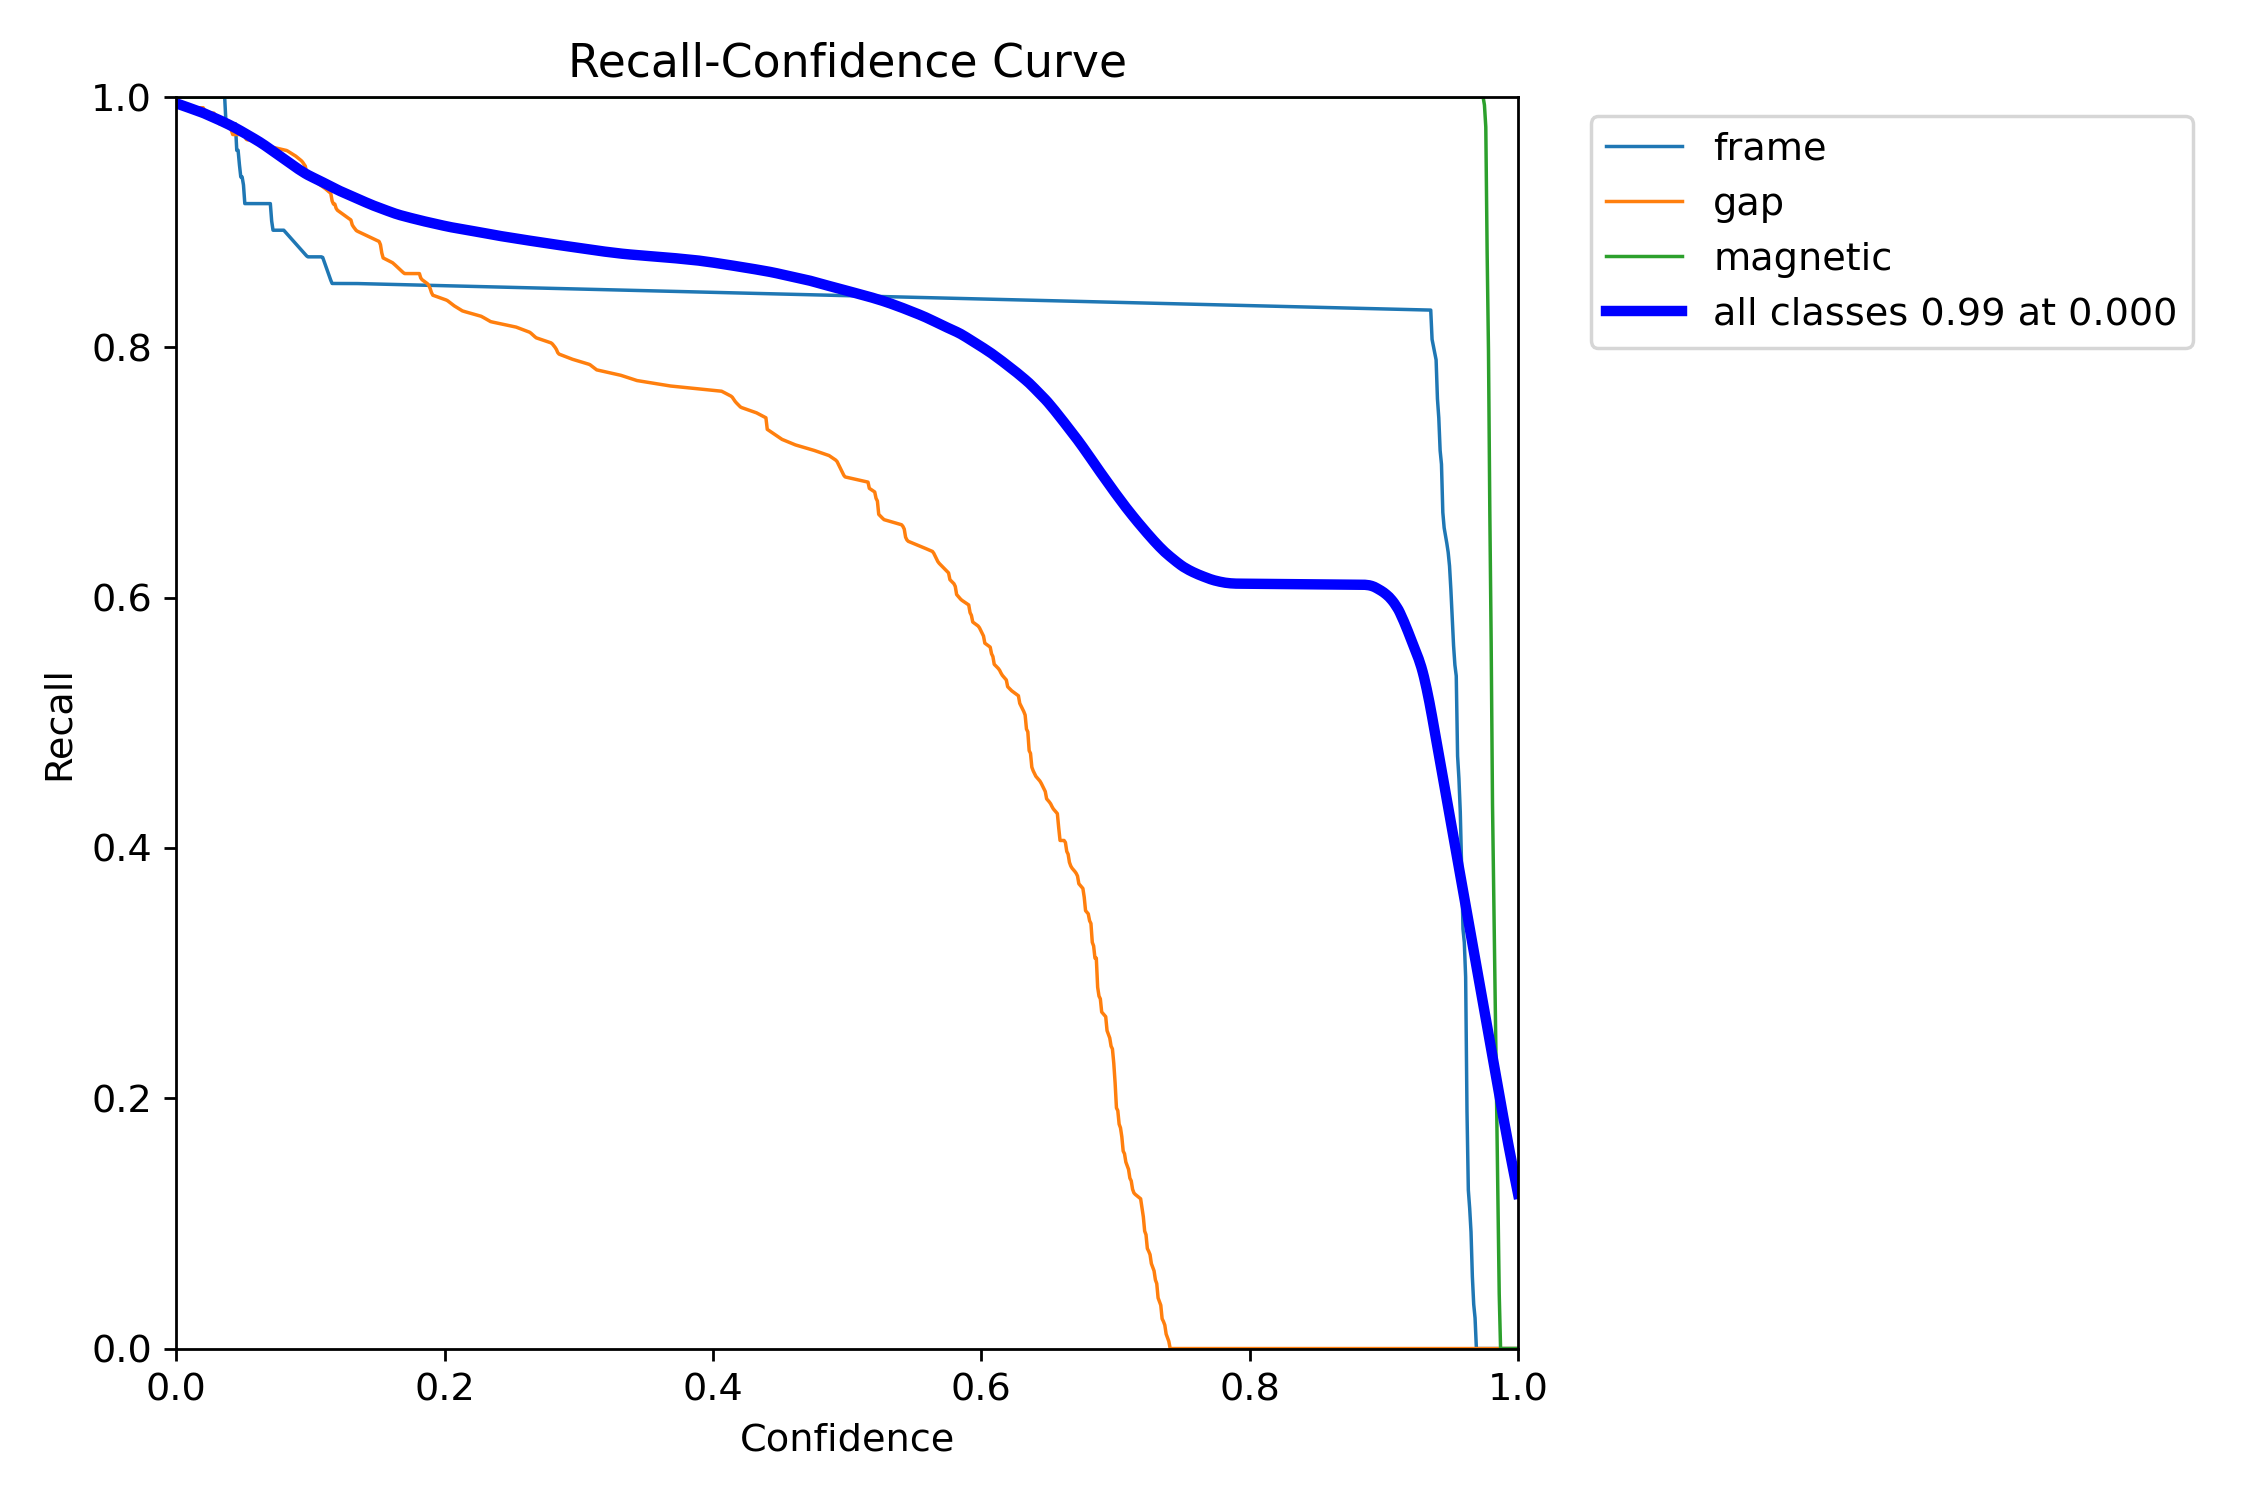 Recall-Confidence Curve
1.0
0.8
0.6
0.4
0.2
0.0
Recall
0.0 0.2 0.4 0.6 0.8 1.0
Confidence
frame
gap
magnetic
all classes 0.99 at 0.000